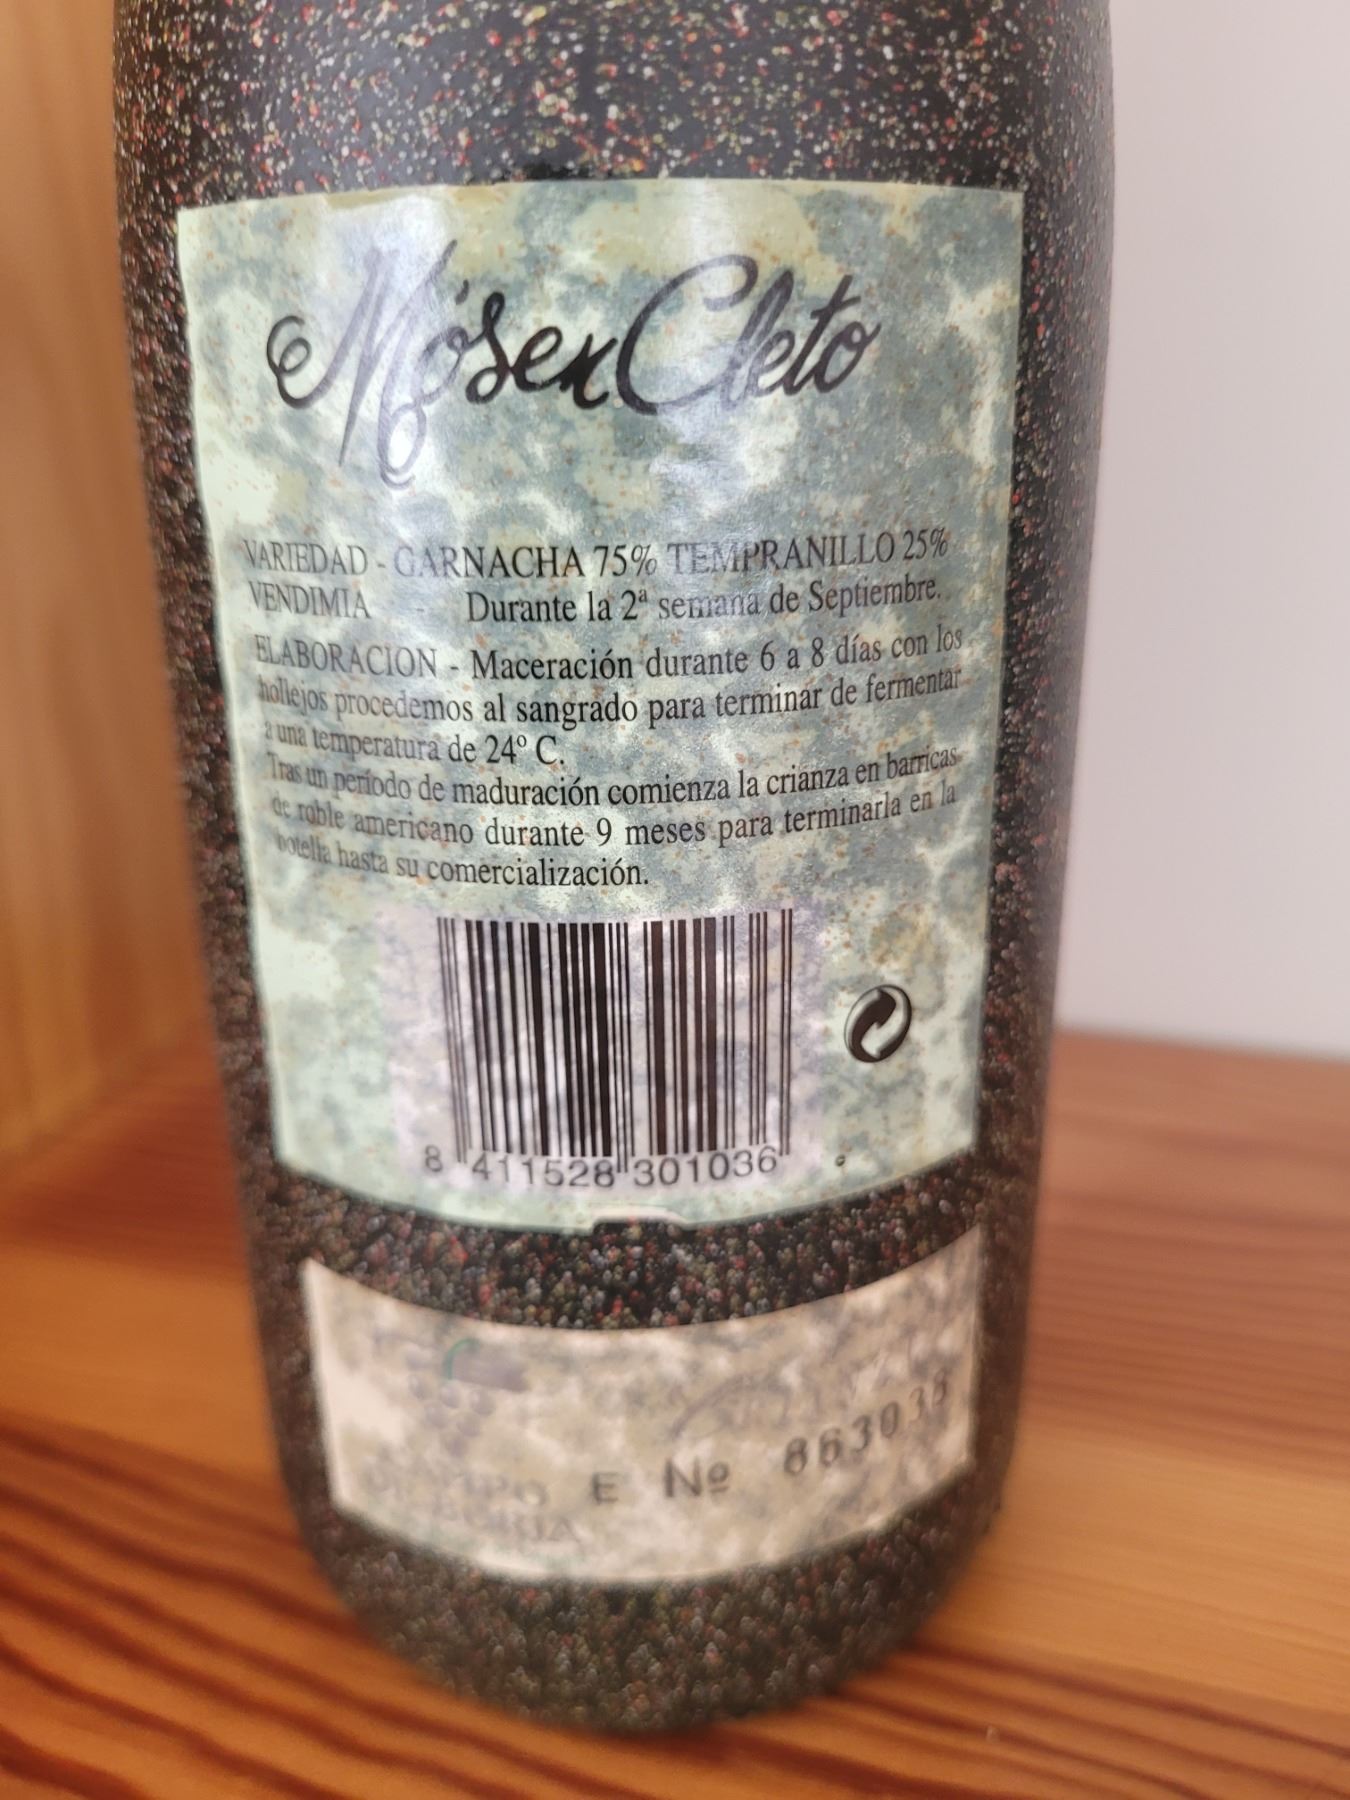 Mósen Cleto
VARIEDAD - GARNACHA 75% TEMPRANILLO 25%
VENDIMIA - Durante la 2ª semana de Septiembre.
ELABORACION - Maceración durante 6 a 8 días con los
hollejos procedemos al sangrado para terminar de fermentar
a una temperatura de 24º C.
Tras un período de maduración comienza la crianza en barricas
de roble americano durante 9 meses para terminarla en la
botella hasta su comercialización.
8 411528 301036
E Nº 863038
BORJA